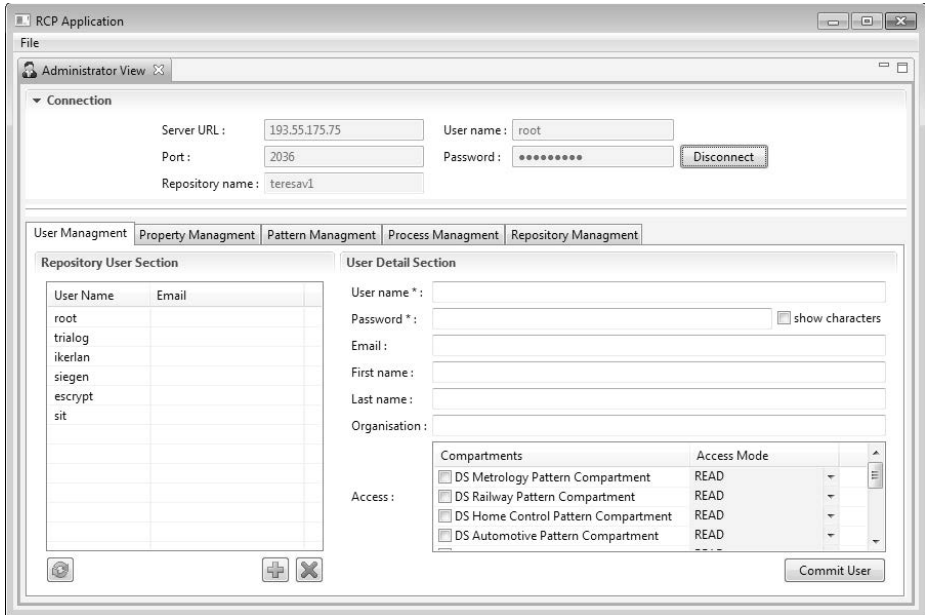 RCP Application
File
Administrator View
Connection
Server URL : 193.55.175.75 User name : root
Port : 2036 Password : ●●●●●●●●● Disconnect
Repository name : teresav1
User Managment Property Managment Pattern Managment Process Managment Repository Managment
Repository User Section
User Name Email
root
trialog
ikerlan
siegen
escrypt
sit
User Detail Section
User name * :
Password * : show characters
Email :
First name :
Last name :
Organisation :
Access :
Compartments Access Mode
DS Metrology Pattern Compartment READ
DS Railway Pattern Compartment READ
DS Home Control Pattern Compartment READ
DS Automotive Pattern Compartment READ
Commit User